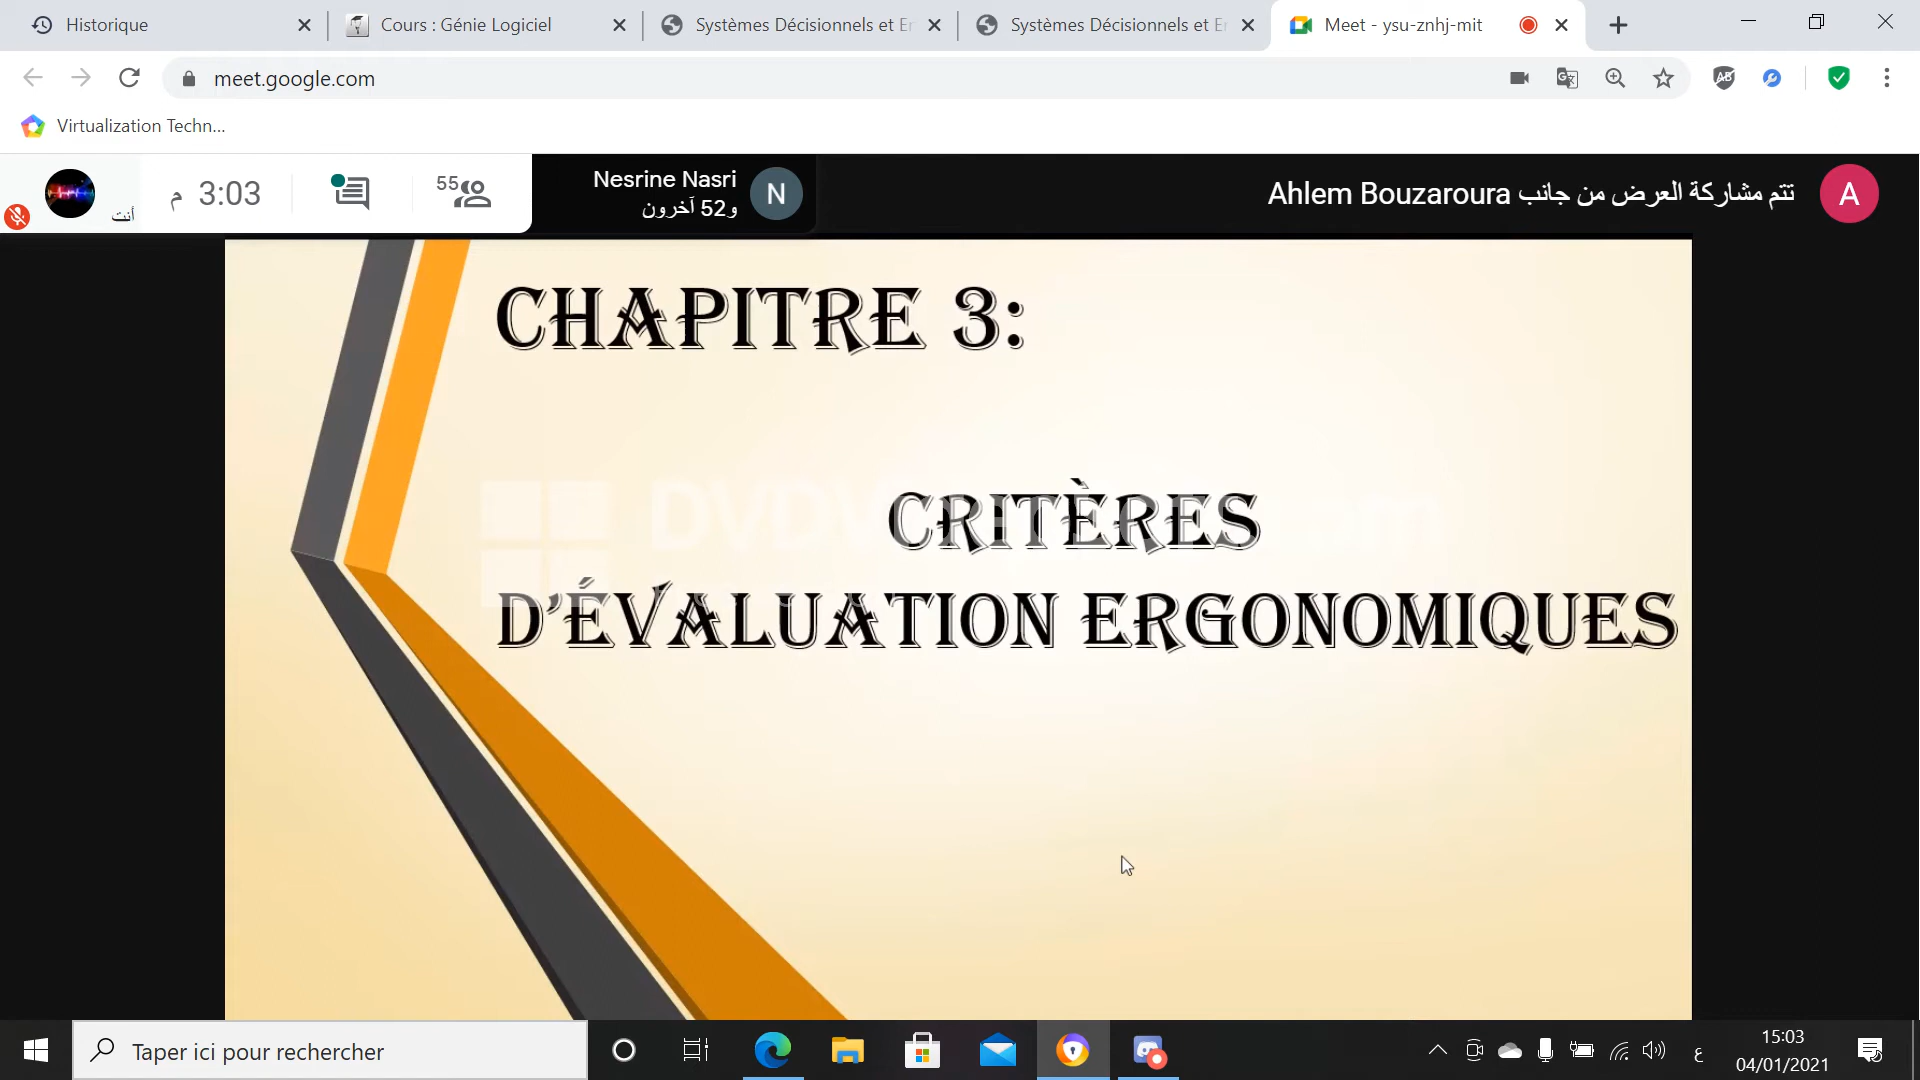 Historique
Cours : Génie Logiciel
Systèmes Décisionnels et Er
Systèmes Décisionnels et Er
Meet - ysu-znhj-mit
meet.google.com
Virtualization Techn...
أنت
3:03 م
55
Nesrine Nasri
و52 آخرون
N
تتم مشاركة العرض من جانب Ahlem Bouzaroura
A
CHAPITRE 3:
CRITÈRES
D'ÉVALUATION ERGONOMIQUES
Taper ici pour rechercher
ع
15:03
04/01/2021